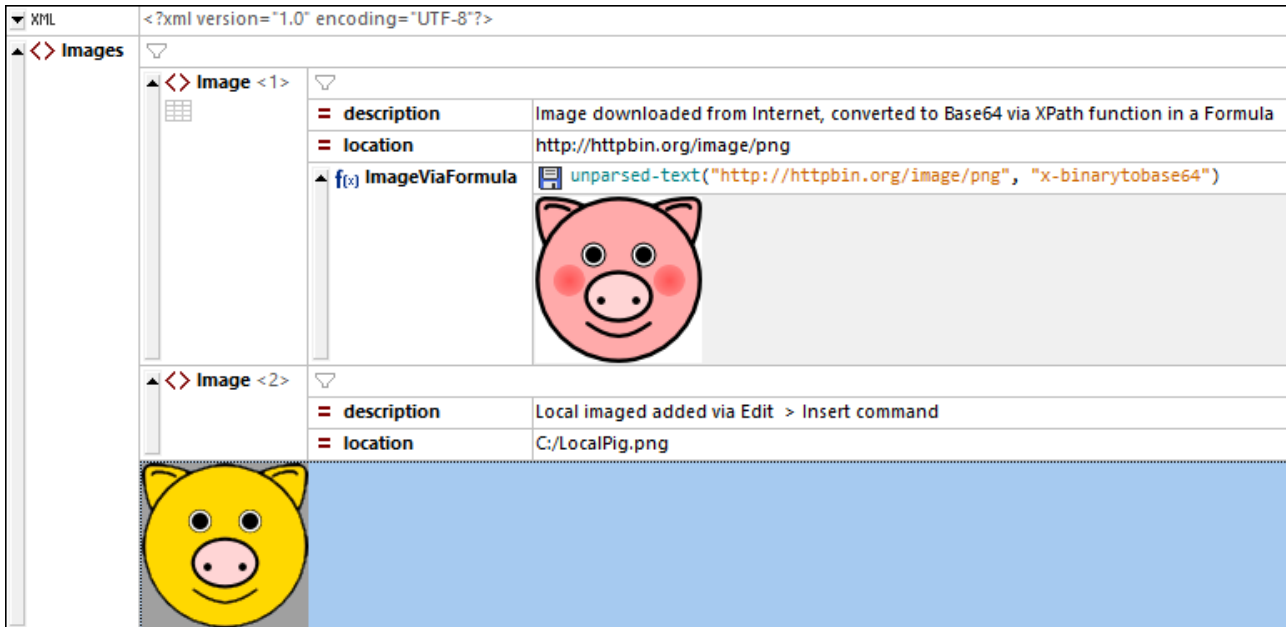 XML <?xml version="1.0" encoding="UTF-8"?>
<> Images
<> Image <1>
= description Image downloaded from Internet, converted to Base64 via XPath function in a Formula
= location http://httpbin.org/image/png
f(x) ImageViaFormula unparsed-text("http://httpbin.org/image/png", "x-binarytobase64")
<> Image <2>
= description Local imaged added via Edit  > Insert command
= location C:/LocalPig.png